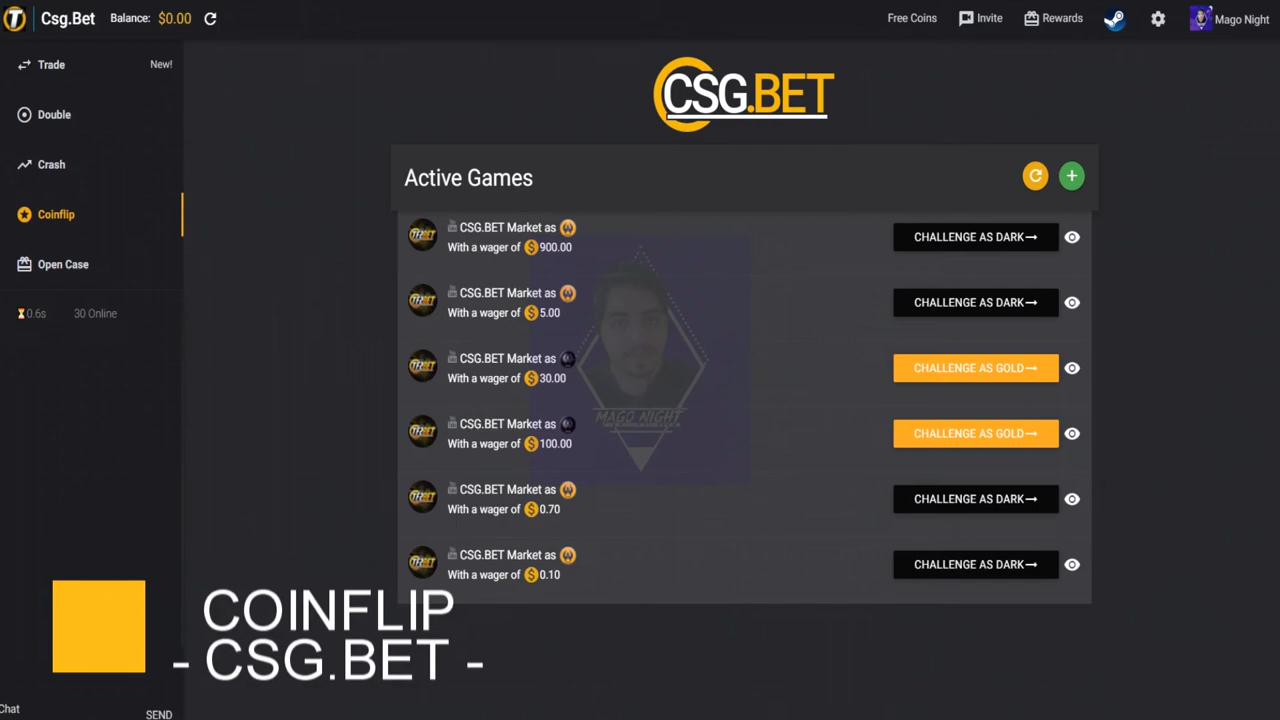 Csg.Bet Balance: $0.00 Free Coins Invite Rewards Mago Night
Trade New!
Double
Crash
Coinflip
Open Case
0.6s 30 Online
CSG.BET
Active Games
CSG.BET Market as
With a wager of $ 900.00
CHALLENGE AS DARK→
CSG.BET Market as
With a wager of $ 5.00
CHALLENGE AS DARK→
CSG.BET Market as
With a wager of $ 30.00
CHALLENGE AS GOLD→
CSG.BET Market as
With a wager of $ 100.00
CHALLENGE AS GOLD→
CSG.BET Market as
With a wager of $ 0.70
CHALLENGE AS DARK→
CSG.BET Market as
With a wager of $ 0.10
CHALLENGE AS DARK→
MAGO NIGHT
COINFLIP
- CSG.BET -
Chat
SEND